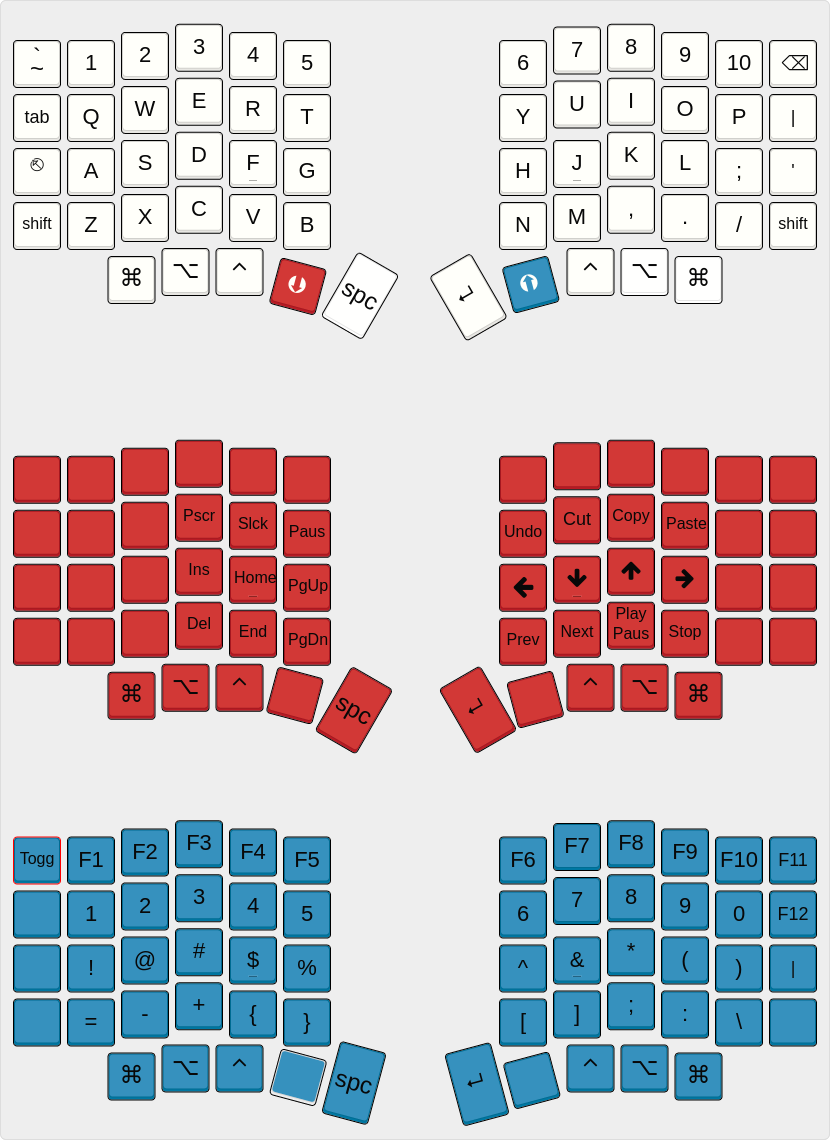 ` 1 2 3 4 5 6 7 8 9 10 ⌫
~
tab Q W E R T Y U I O P |
⎋ A S D F G H J K L ; '
_ _
shift Z X C V B N M , . / shift
⌘ ⌥ ^ spc ↵ ^ ⌥ ⌘
Pscr Slck Paus Undo Cut Copy Paste
Ins Home PgUp ← ↓ ↑ →
_ _
Del End PgDn Prev Next Play Stop
Paus
⌘ ⌥ ^ spc ↵ ^ ⌥ ⌘
Togg F1 F2 F3 F4 F5 F6 F7 F8 F9 F10 F11
1 2 3 4 5 6 7 8 9 0 F12
! @ # $ % ^ & * ( ) |
_ _
= - + { } [ ] ; : \
⌘ ⌥ ^ spc ↵ ^ ⌥ ⌘